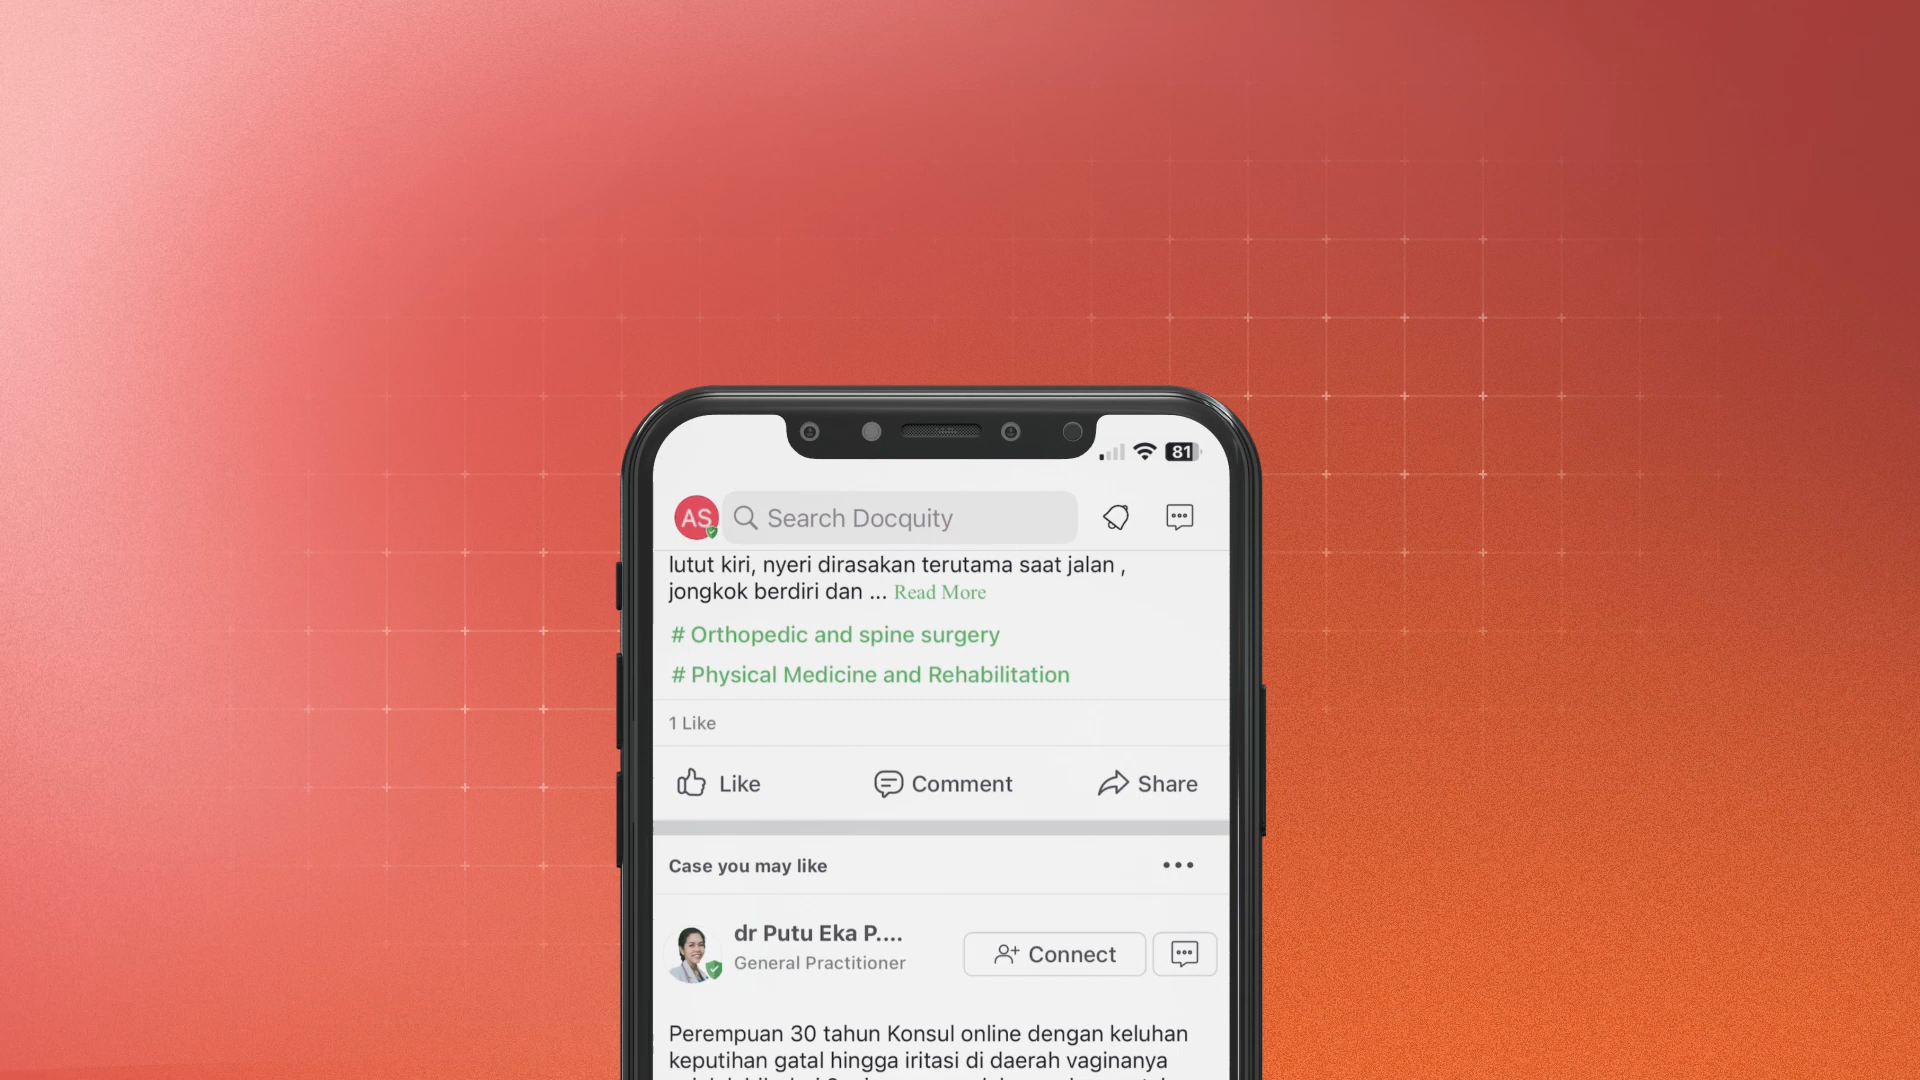 81
AS
Search Docquity
lutut kiri, nyeri dirasakan terutama saat jalan ,
jongkok berdiri dan ... Read More
# Orthopedic and spine surgery
# Physical Medicine and Rehabilitation
1 Like
Like
Comment
Share
Case you may like
dr Putu Eka P....
General Practitioner
Connect
Perempuan 30 tahun Konsul online dengan keluhan
keputihan gatal hingga iritasi di daerah vaginanya